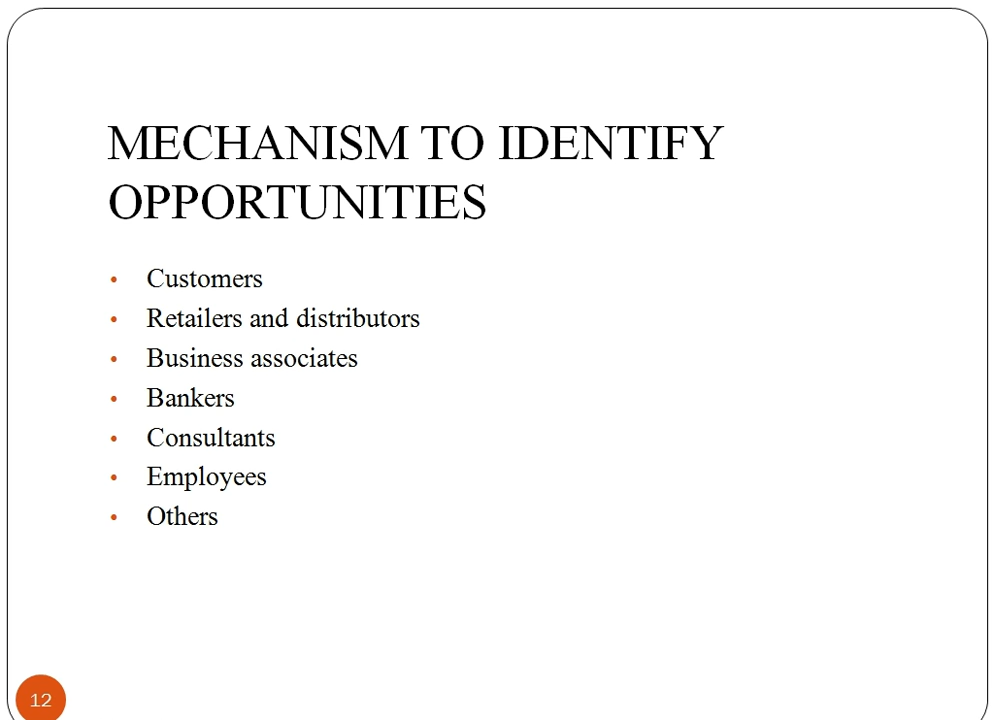 MECHANISM TO IDENTIFY
OPPORTUNITIES
• Customers
• Retailers and distributors
• Business associates
• Bankers
• Consultants
• Employees
• Others
12